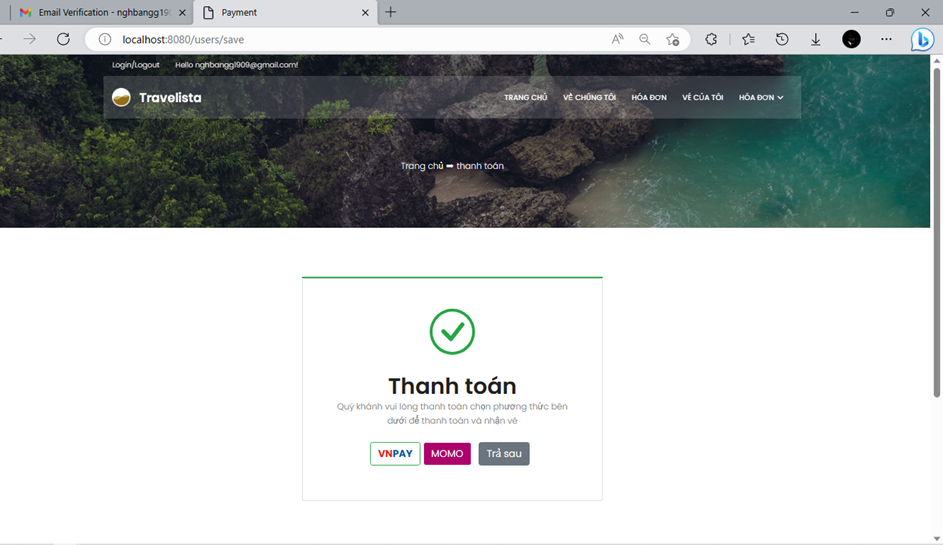 Email Verification - nghbangg190
Payment
localhost:8080/users/save
Login/Logout Hello nghbangg1909@gmail.com!
Travelista
TRANG CHỦ VỀ CHÚNG TÔI HÓA ĐƠN VÉ CỦA TÔI HÓA ĐƠN
Trang chủ ➡ thanh toán
Thanh toán
Quý khánh vui lòng thanh toán chọn phương thức bên
dưới để thanh toán và nhận vé
VNPAY MOMO Trả sau